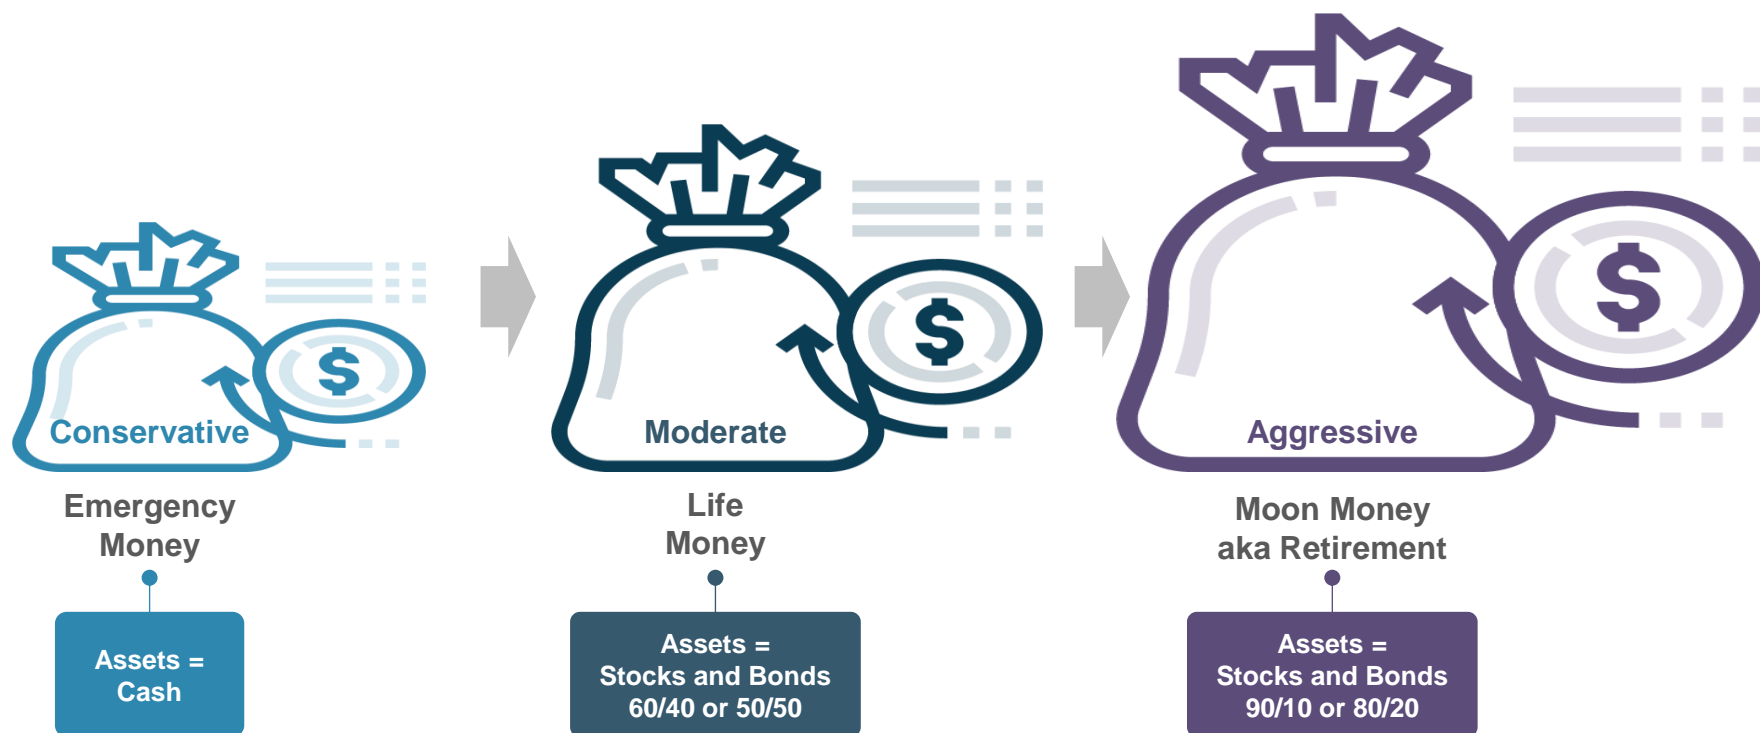 Conservative
Emergency
Money
Assets =
Cash
$
Moderate
Life
Money
Assets =
Stocks and Bonds
60/40 or 50/50
$
Aggressive
Moon Money
aka Retirement
Assets =
Stocks and Bonds
90/10 or 80/20
$